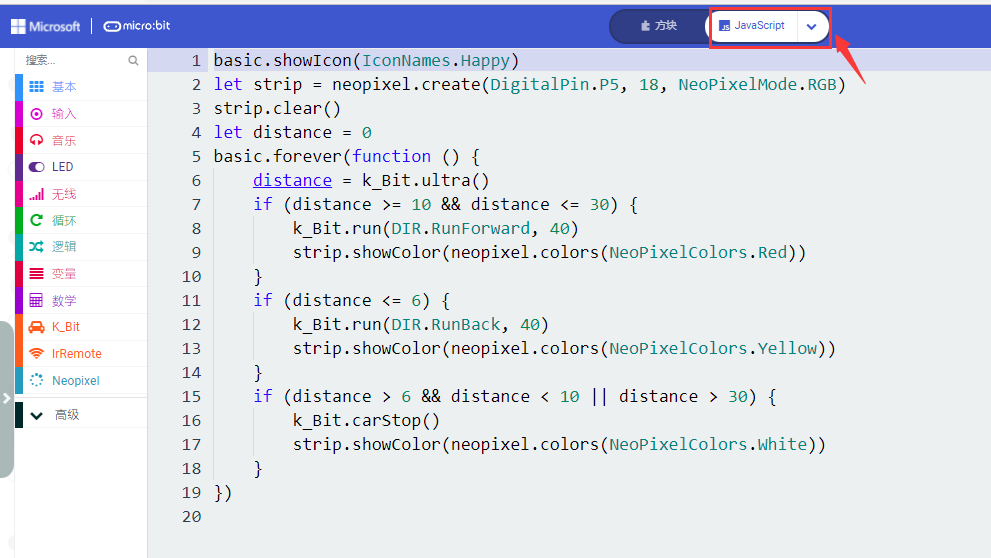 Microsoft micro:bit 方块 JavaScript
搜索...
基本
输入
音乐
LED
无线
循环
逻辑
变量
数学
K_Bit
IrRemote
Neopixel
高级
1 basic.showIcon(IconNames.Happy)
2 let strip = neopixel.create(DigitalPin.P5, 18, NeoPixelMode.RGB)
3 strip.clear()
4 let distance = 0
5 basic.forever(function () {
6     distance = k_Bit.ultra()
7     if (distance >= 10 && distance <= 30) {
8         k_Bit.run(DIR.RunForward, 40)
9         strip.showColor(neopixel.colors(NeoPixelColors.Red))
10     }
11     if (distance <= 6) {
12         k_Bit.run(DIR.RunBack, 40)
13         strip.showColor(neopixel.colors(NeoPixelColors.Yellow))
14     }
15     if (distance > 6 && distance < 10 || distance > 30) {
16         k_Bit.carStop()
17         strip.showColor(neopixel.colors(NeoPixelColors.White))
18     }
19 })
20